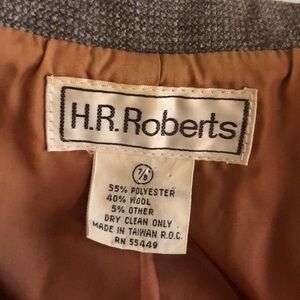 H.R. Roberts
7/8
55% POLYESTER
40% WOOL
5% OTHER
DRY CLEAN ONLY
MADE IN TAIWAN R.O.C.
RN 55449